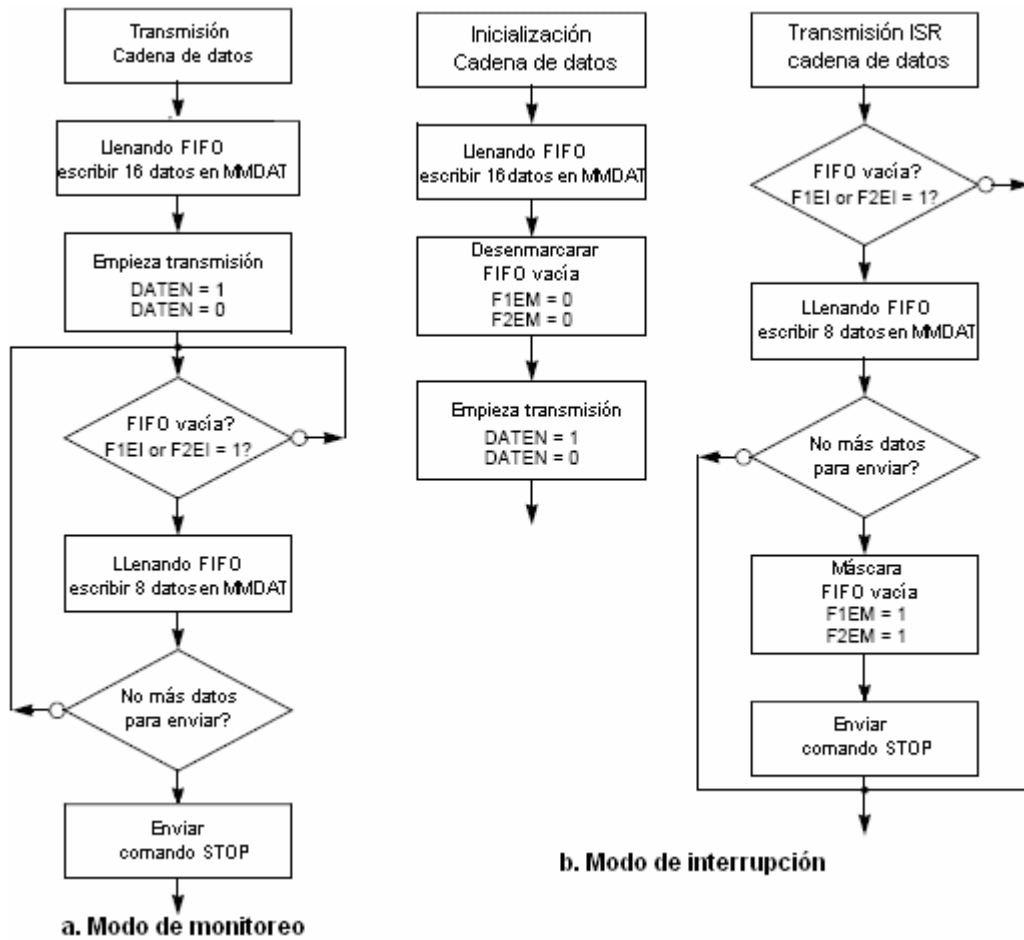 Transmisión
Cadena de datos
Llenando FIFO
escribir 16 datos en MMDAT
Empieza transmisión
DATEN = 1
DATEN = 0
FIFO vacía?
F1EI or F2EI = 1?
LLenando FIFO
escribir 8 datos en MMDAT
No más datos
para enviar?
Enviar
comando STOP
a. Modo de monitoreo
Inicialización
Cadena de datos
Llenando FIFO
escribir 16 datos en MMDAT
Desenmarcarar
FIFO vacía
F1EM = 0
F2EM = 0
Empieza transmisión
DATEN = 1
DATEN = 0
Transmisión ISR
cadena de datos
FIFO vacía?
F1EI or F2EI = 1?
LLenando FIFO
escribir 8 datos en MMDAT
No más datos
para enviar?
Máscara
FIFO vacía
F1EM = 1
F2EM = 1
Enviar
comando STOP
b. Modo de interrupción